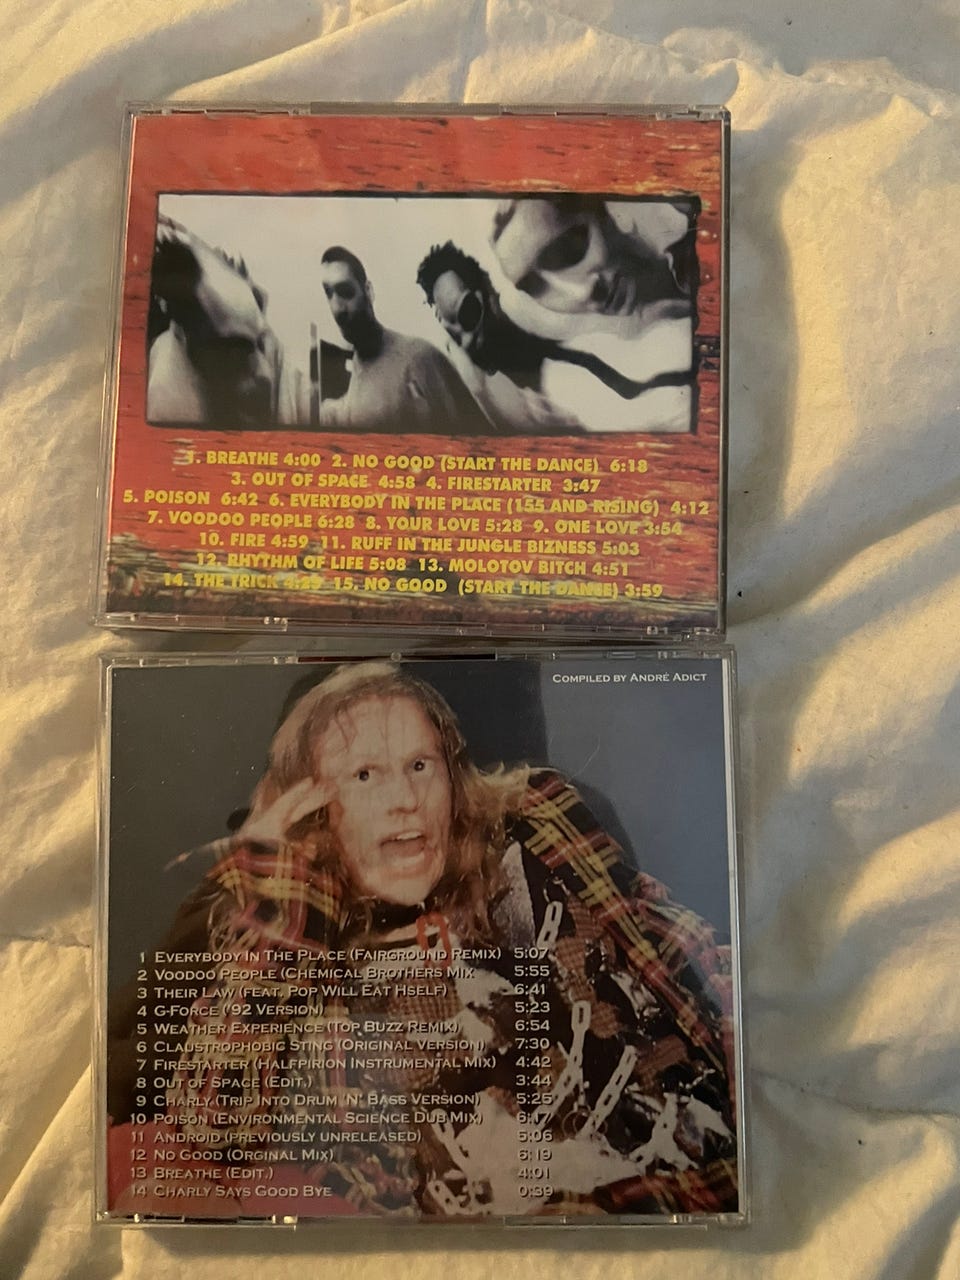 1. BREATHE 4:00 2. NO GOOD (START THE DANCE) 6:18
3. OUT OF SPACE 4:58 4. FIRESTARTER 3:47
5. POISON 6:42 6. EVERYBODY IN THE PLACE (155 AND RISING) 4:12
7. VOODOO PEOPLE 6:28 8. YOUR LOVE 5:28 9. ONE LOVE 3:54
10. FIRE 4:59 11. RUFF IN THE JUNGLE BIZNESS 5:03
12. RHYTHM OF LIFE 5:08 13. MOLOTOV BITCH 4:51
14. THE TRICK 4:25 15. NO GOOD (START THE DANCE) 3:59
COMPILED BY ANDRÉ ADICT
1 EVERYBODY IN THE PLACE (FAIRGROUND REMIX) 5:07
2 VOODOO PEOPLE (CHEMICAL BROTHERS MIX 5:55
3 THEIR LAW (FEAT. POP WILL EAT HSELF) 6:41
4 G-FORCE ('92 VERSION) 5:23
5 WEATHER EXPERIENCE (TOP BUZZ REMIX) 6:54
6 CLAUSTROPHOBIC STING (ORIGINAL VERSION) 7:30
7 FIRESTARTER (HALFPIRION INSTRUMENTAL MIX) 4:42
8 OUT OF SPACE (EDIT.) 3:44
9 CHARLY (TRIP INTO DRUM 'N' BASS VERSION) 5:25
10 POISON (ENVIRONMENTAL SCIENCE DUB MIX) 6:17
11 ANDROID (PREVIOUSLY UNRELEASED) 5:06
12 NO GOOD (ORGINAL MIX) 6:19
13 BREATHE (EDIT.) 4:01
14 CHARLY SAYS GOOD BYE 0:39